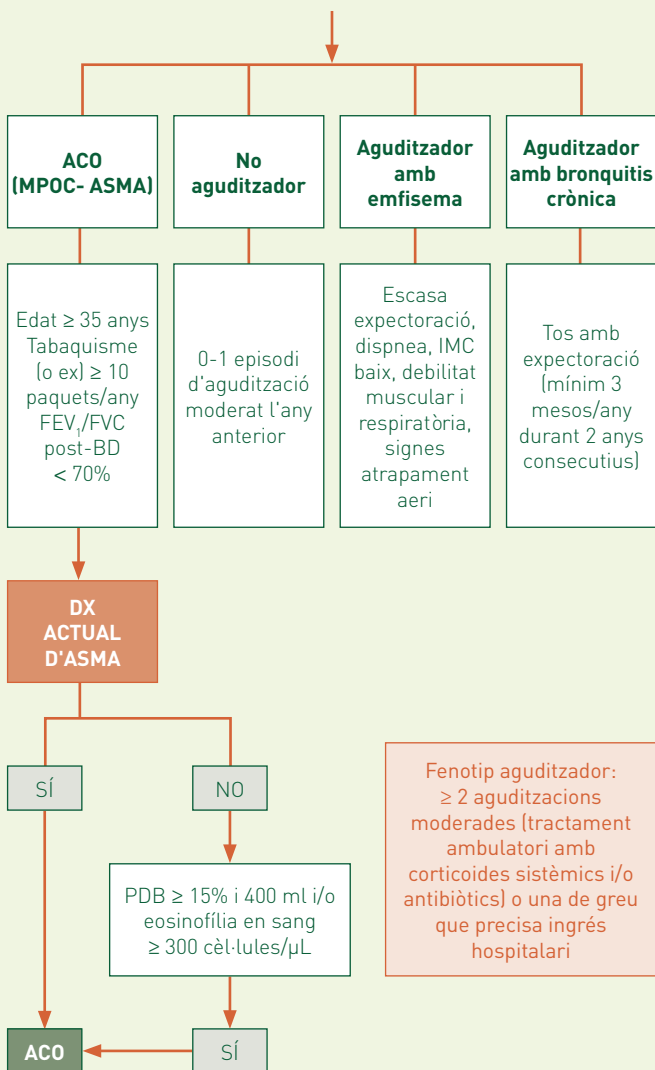 ACO
(MPOC- ASMA)
No
aguditzador
Aguditzador
amb
emfisema
Aguditzador
amb bronquitis
crònica
Edat ≥ 35 anys
Tabaquisme
(o ex) ≥ 10
paquets/any
FEV₁/FVC
post-BD
< 70%
0-1 episodi
d'agudització
moderat l'any
anterior
Escasa
expectoració,
dispnea, IMC
baix, debilitat
muscular i
respiratòria,
signes
atrapament
aeri
Tos amb
expectoració
(mínim 3
mesos/any
durant 2 anys
consecutius)
DX
ACTUAL
D'ASMA
SÍ
NO
PDB ≥ 15% i 400 ml i/o
eosinofília en sang
≥ 300 cèl·lules/µL
Fenotip aguditzador:
≥ 2 aguditzacions
moderades (tractament
ambulatori amb
corticoides sistèmics i/o
antibiòtics) o una de greu
que precisa ingrés
hospitalari
ACO
SÍ